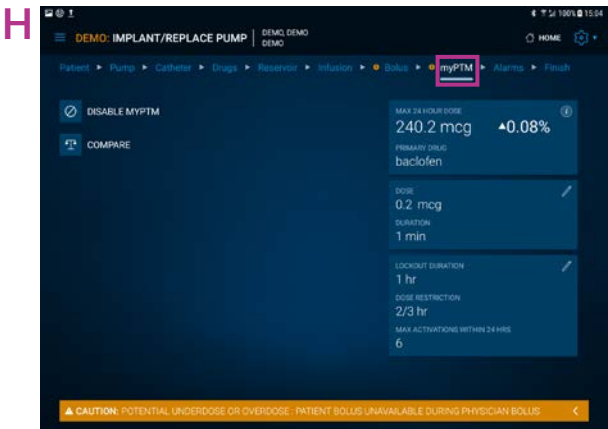 H
100% 15:04
DEMO: IMPLANT/REPLACE PUMP DEMO, DEMO
DEMO
HOME
Patient Pump Catheter Drugs Reservoir Infusion Bolus myPTM Alarms Finish
DISABLE MYPTM
COMPARE
MAX 24 HOUR DOSE
240.2 mcg ▲0.08%
PRIMARY DRUG
baclofen
DOSE
0.2 mcg
DURATION
1 min
LOCKOUT DURATION
1 hr
DOSE RESTRICTION
2/3 hr
MAX ACTIVATIONS WITHIN 24 HRS
6
CAUTION: POTENTIAL UNDERDOSE OR OVERDOSE : PATIENT BOLUS UNAVAILABLE DURING PHYSICIAN BOLUS